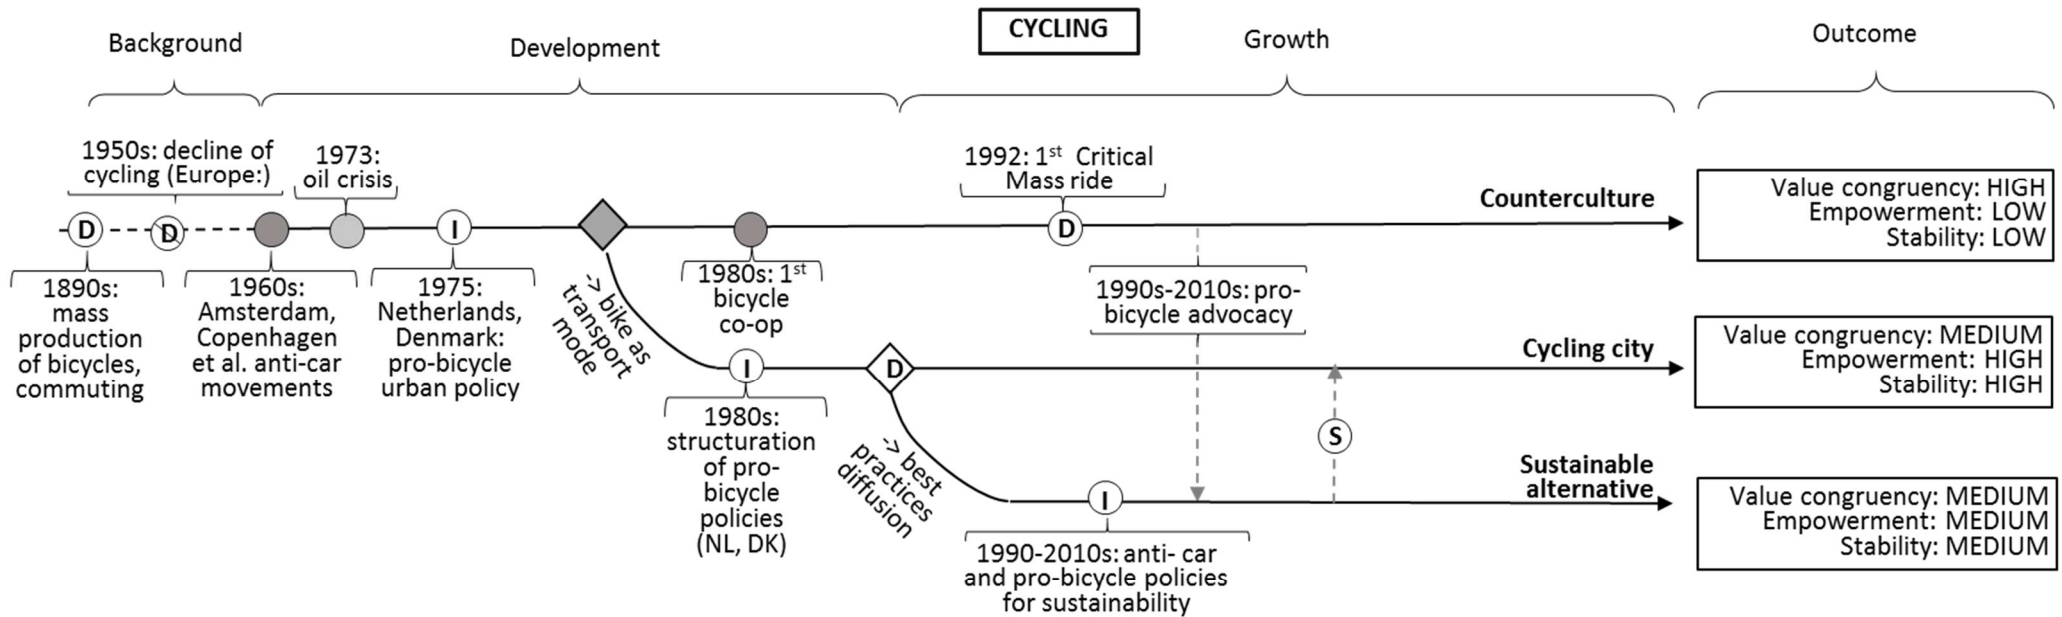 CYCLING
Background
Development
Growth
Outcome
1950s: decline of
cycling (Europe:)
1973:
oil crisis
1992: 1st Critical
Mass ride
Counterculture
D
D
I
D
Value congruency: HIGH
Empowerment: LOW
Stability: LOW
1890s:
mass
production
of bicycles,
commuting
1960s:
Amsterdam,
Copenhagen
et al. anti-car
movements
1975:
Netherlands,
Denmark:
pro-bicycle
urban policy
-> bike as
transport
mode
1980s: 1st
bicycle
co-op
1990s-2010s: pro-
bicycle advocacy
Cycling city
I
D
Value congruency: MEDIUM
Empowerment: HIGH
Stability: HIGH
1980s:
structuration
of pro-
bicycle
policies
(NL, DK)
-> best
practices
diffusion
S
Sustainable
alternative
I
Value congruency: MEDIUM
Empowerment: MEDIUM
Stability: MEDIUM
1990-2010s: anti- car
and pro-bicycle policies
for sustainability